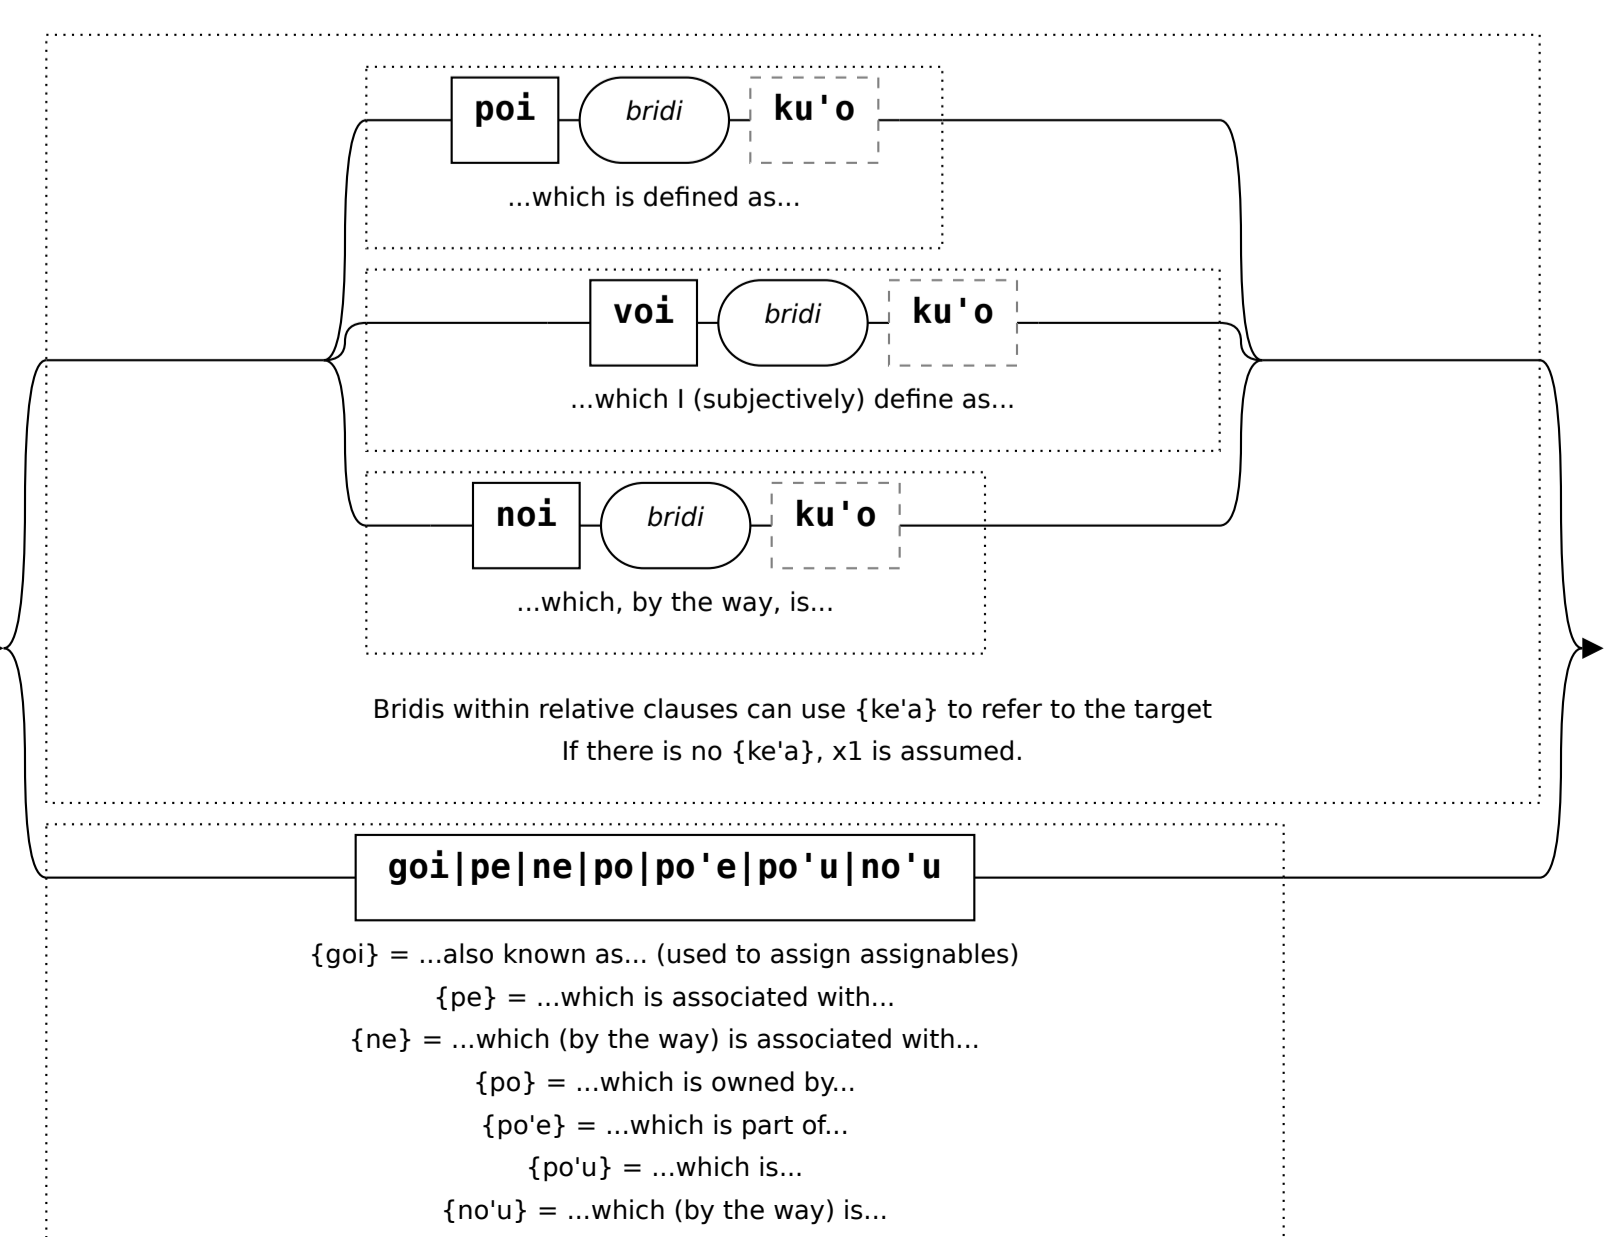 poi bridi ku'o
...which is defined as...
voi bridi ku'o
...which I (subjectively) define as...
noi bridi ku'o
...which, by the way, is...
Bridis within relative clauses can use {ke'a} to refer to the target
If there is no {ke'a}, x1 is assumed.
goi|pe|ne|po|po'e|po'u|no'u
{goi} = ...also known as... (used to assign assignables)
{pe} = ...which is associated with...
{ne} = ...which (by the way) is associated with...
{po} = ...which is owned by...
{po'e} = ...which is part of...
{po'u} = ...which is...
{no'u} = ...which (by the way) is...